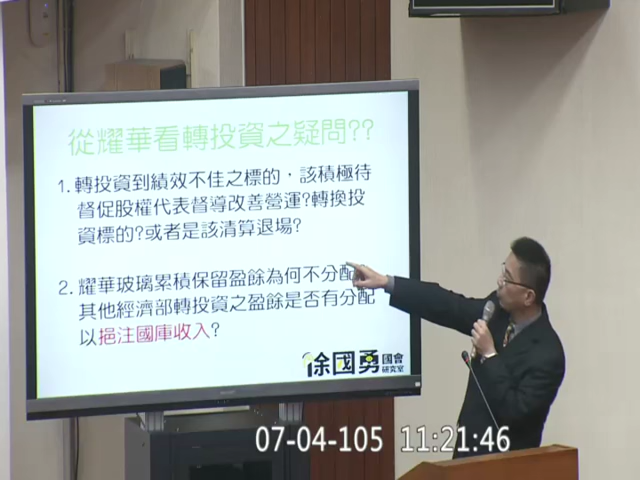 從耀華看轉投資之疑問??
1. 轉投資到績效不佳之標的，該積極待
督促股權代表督導改善營運?轉換投
資標的?或者是該清算退場?
2. 耀華玻璃累積保留盈餘為何不分配
其他經濟部轉投資之盈餘是否有分配
以挹注國庫收入?
徐國勇 國會
研究室
07-04-105 11:21:46